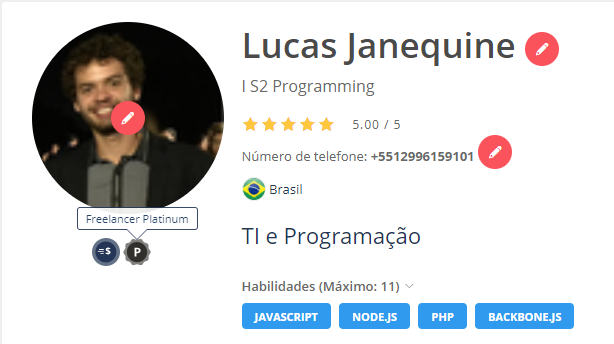 Lucas Janequine
I S2 Programming
5.00 / 5
Número de telefone: +5512996159101
Brasil
Freelancer Platinum
$
P
TI e Programação
Habilidades (Máximo: 11)
JAVASCRIPT NODE.JS PHP BACKBONE.JS